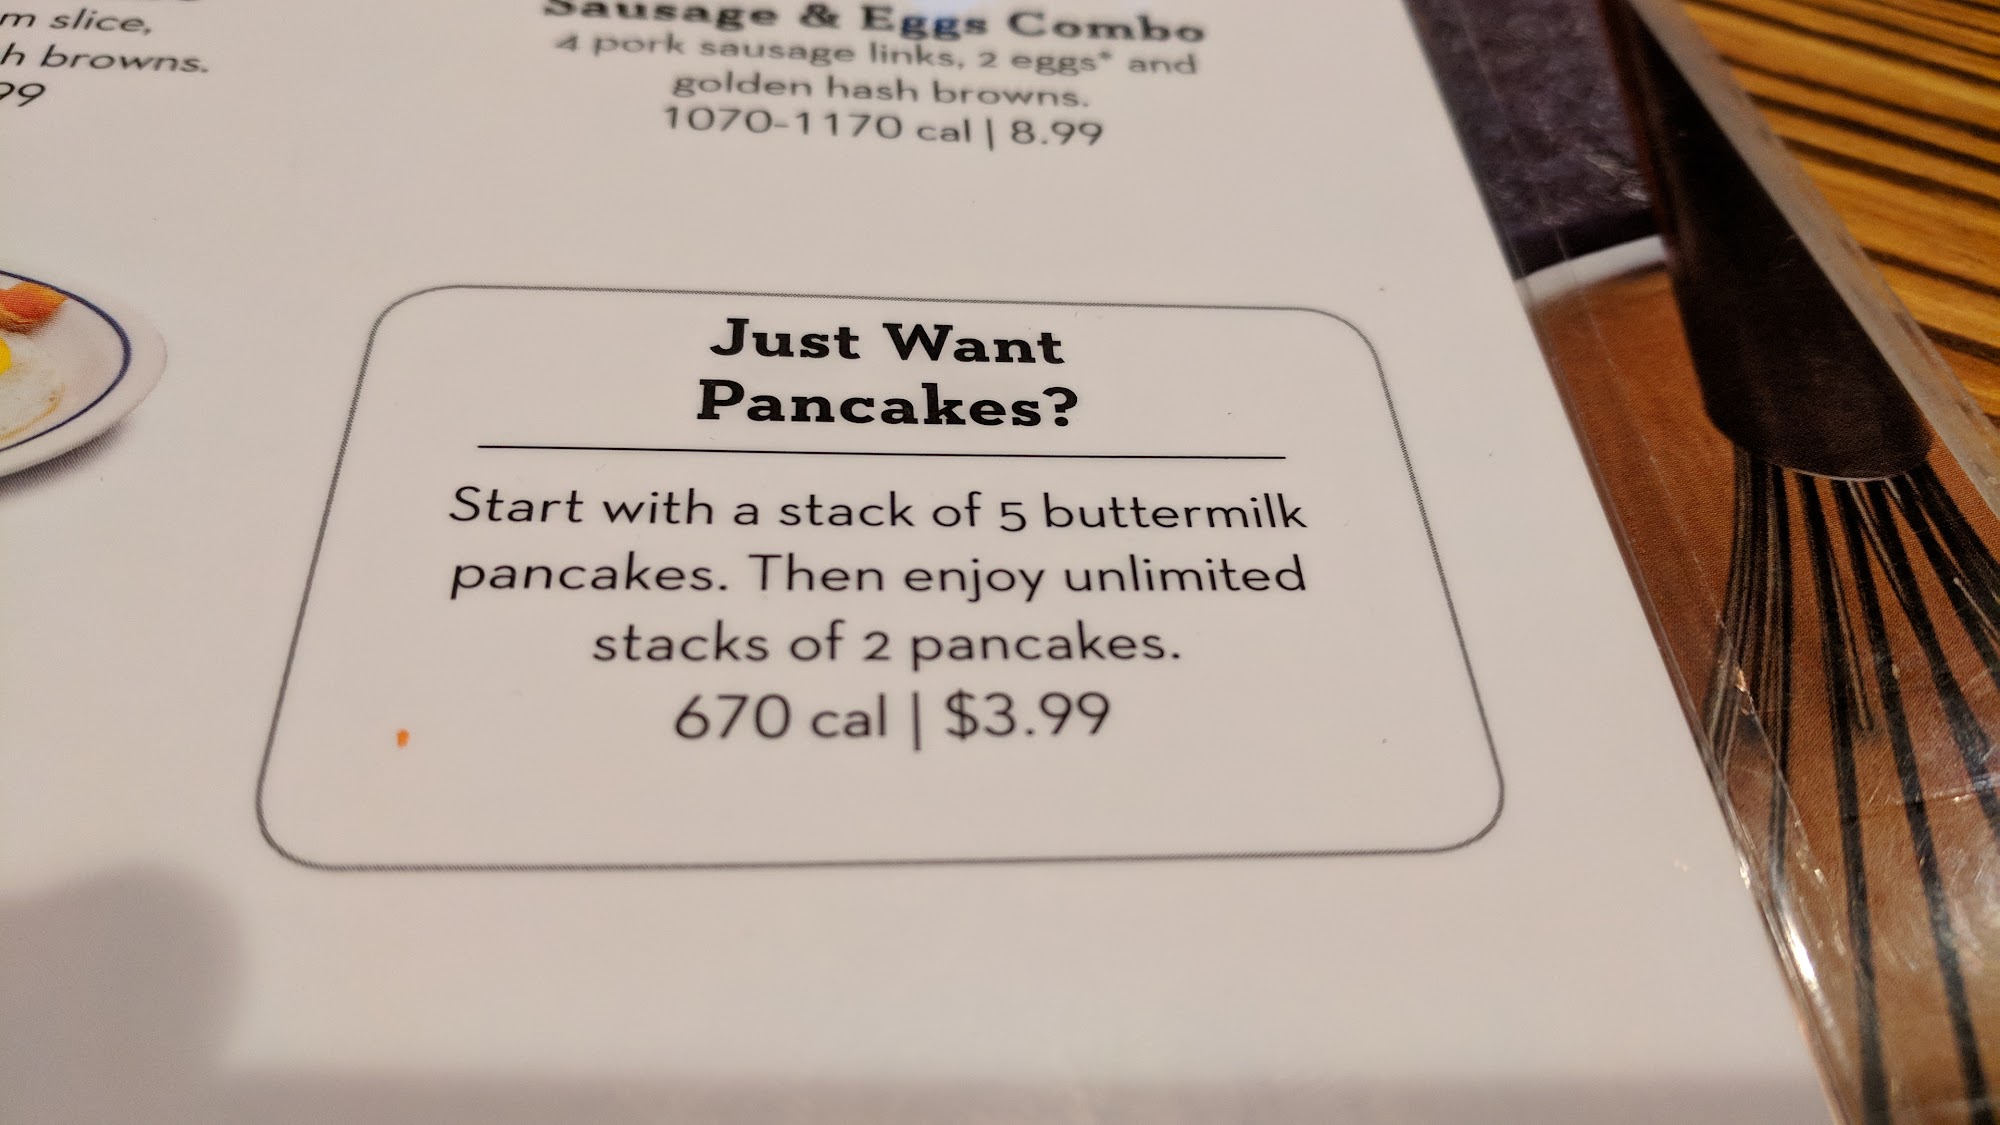 m slice,
h browns.
99
Sausage & Eggs Combo
4 pork sausage links, 2 eggs* and
golden hash browns.
1070-1170 cal | 8.99
Just Want
Pancakes?
Start with a stack of 5 buttermilk
pancakes. Then enjoy unlimited
stacks of 2 pancakes.
670 cal | $3.99